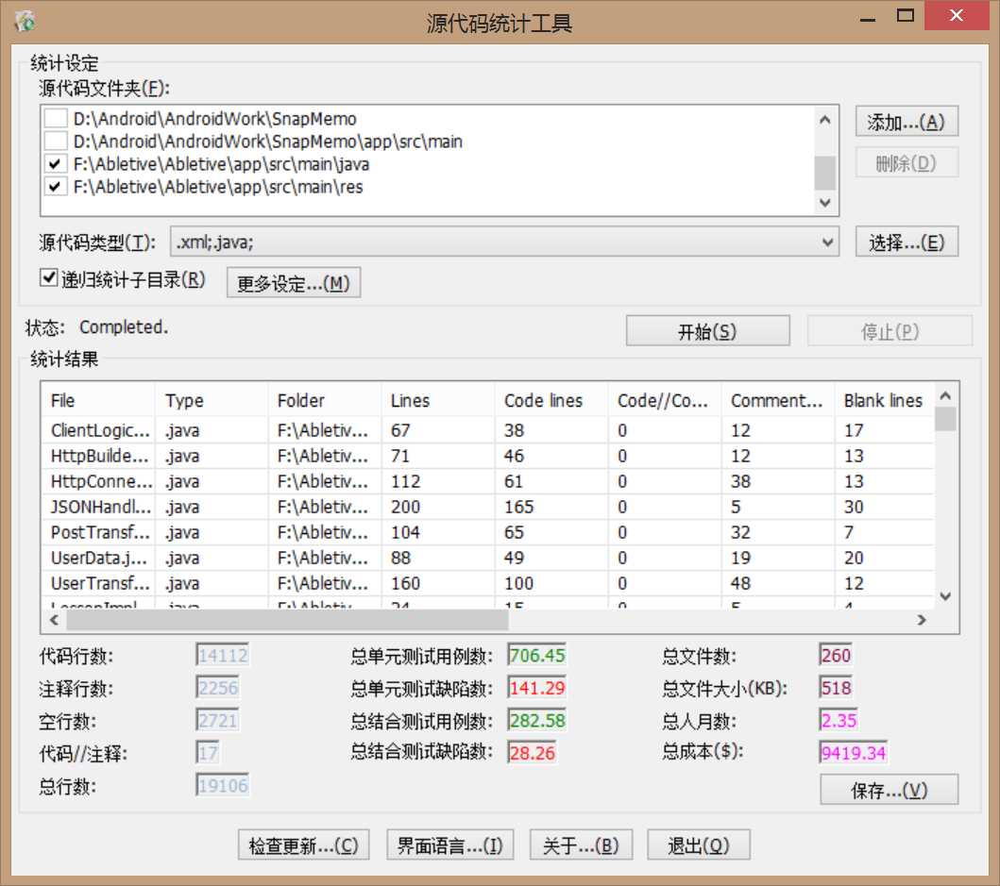 源代码统计工具
统计设定
源代码文件夹(F):
D:\Android\AndroidWork\SnapMemo
D:\Android\AndroidWork\SnapMemo\app\src\main
F:\Abletive\Abletive\app\src\main\java
F:\Abletive\Abletive\app\src\main\res
添加...(A)
删除(D)
源代码类型(T): .xml;.java; 选择...(E)
递归统计子目录(R) 更多设定...(M)
状态: Completed. 开始(S) 停止(P)
统计结果
File Type Folder Lines Code lines Code//Co... Comment... Blank lines
ClientLogic... .java F:\Abletiv... 67 38 0 12 17
HttpBuilde... .java F:\Abletiv... 71 46 0 12 13
HttpConne... .java F:\Abletiv... 112 61 0 38 13
JSONHandl... .java F:\Abletiv... 200 165 0 5 30
PostTransf... .java F:\Abletiv... 104 65 0 32 7
UserData.j... .java F:\Abletiv... 88 49 0 19 20
UserTransf... .java F:\Abletiv... 160 100 0 48 12
代码行数: 14112 总单元测试用例数: 706.45 总文件数: 260
注释行数: 2256 总单元测试缺陷数: 141.29 总文件大小(KB): 518
空行数: 2721 总结合测试用例数: 282.58 总人月数: 2.35
代码//注释: 17 总结合测试缺陷数: 28.26 总成本($): 9419.34
总行数: 19106 保存...(V)
检查更新...(C) 界面语言...(I) 关于...(B) 退出(Q)